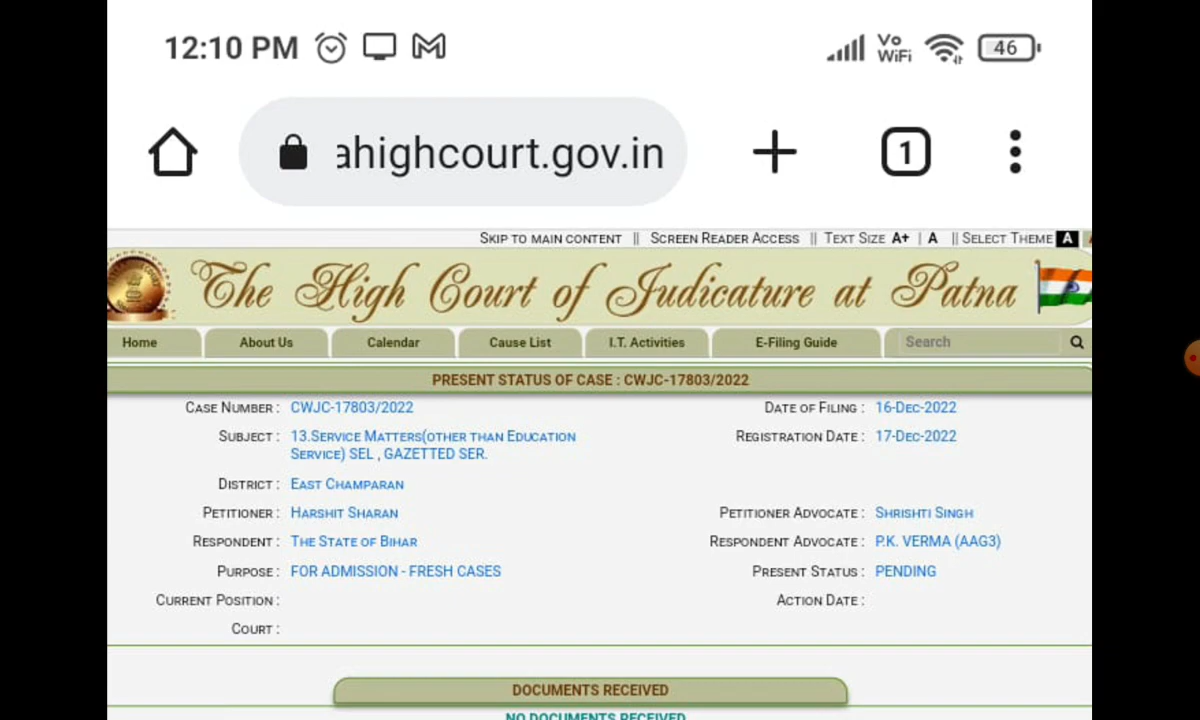 12:10 PM Vo WiFi 46
ahighcourt.gov.in 1
SKIP TO MAIN CONTENT || SCREEN READER ACCESS || TEXT SIZE A+ | A || SELECT THEME A
The High Court of Judicature at Patna
Home About Us Calendar Cause List I.T. Activities E-Filing Guide Search
PRESENT STATUS OF CASE : CWJC-17803/2022
CASE NUMBER : CWJC-17803/2022 DATE OF FILING : 16-DEC-2022
SUBJECT : 13.SERVICE MATTERS(OTHER THAN EDUCATION REGISTRATION DATE : 17-DEC-2022
SERVICE) SEL , GAZETTED SER.
DISTRICT : EAST CHAMPARAN
PETITIONER : HARSHIT SHARAN PETITIONER ADVOCATE : SHRISHTI SINGH
RESPONDENT : THE STATE OF BIHAR RESPONDENT ADVOCATE : P.K. VERMA (AAG3)
PURPOSE : FOR ADMISSION - FRESH CASES PRESENT STATUS : PENDING
CURRENT POSITION : ACTION DATE :
COURT :
DOCUMENTS RECEIVED
NO DOCUMENTS RECEIVED